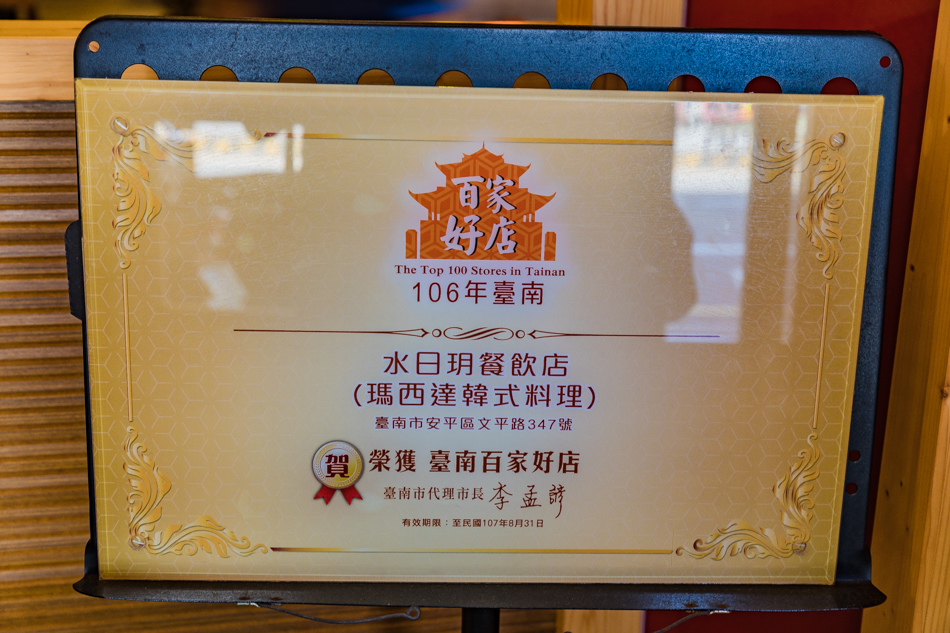 百家
好店
The Top 100 Stores in Tainan
106年臺南
水日玥餐飲店
(瑪西達韓式料理)
臺南市安平區文平路347號
賀
榮獲 臺南百家好店
臺南市代理市長 李孟諺
有效期限：至民國107年8月31日